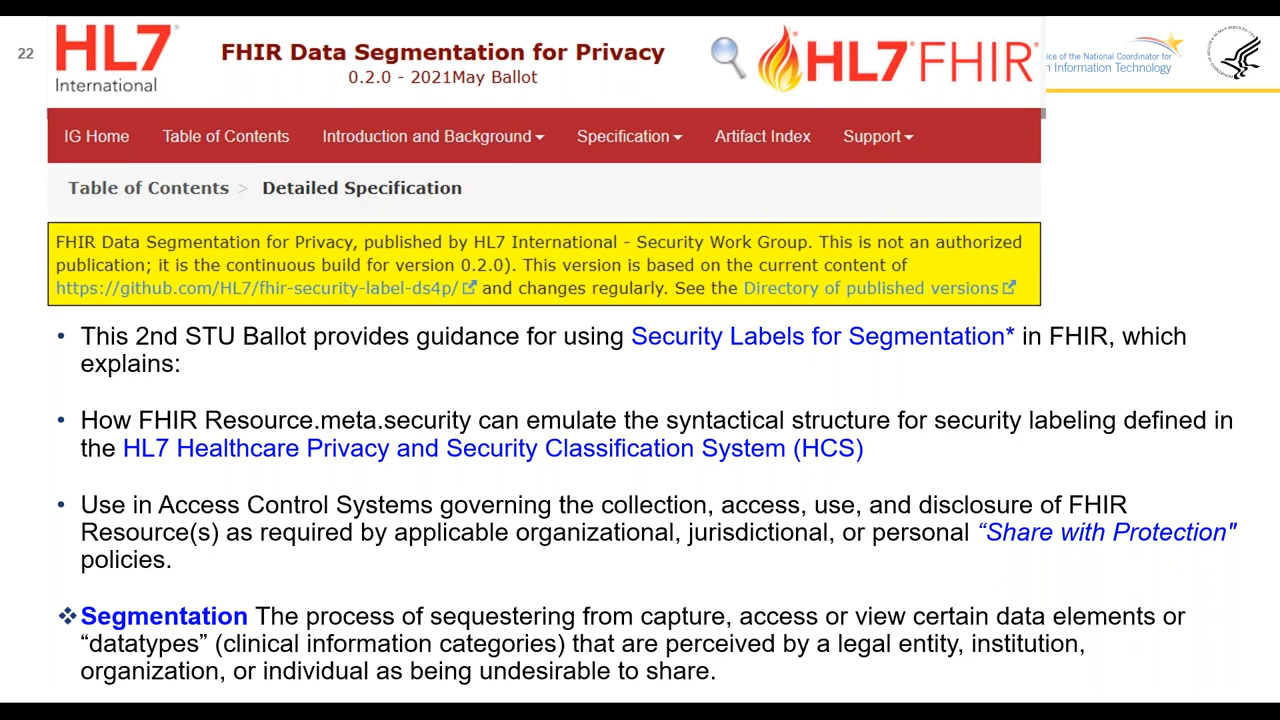 22
HL7
International
FHIR Data Segmentation for Privacy
0.2.0 - 2021May Ballot
HL7 FHIR
ice of the National Coordinator for
Information Technology
IG Home Table of Contents Introduction and Background Specification Artifact Index Support
Table of Contents > Detailed Specification
FHIR Data Segmentation for Privacy, published by HL7 International - Security Work Group. This is not an authorized
publication; it is the continuous build for version 0.2.0). This version is based on the current content of
https://github.com/HL7/fhir-security-label-ds4p/ and changes regularly. See the Directory of published versions
• This 2nd STU Ballot provides guidance for using Security Labels for Segmentation* in FHIR, which
explains:
• How FHIR Resource.meta.security can emulate the syntactical structure for security labeling defined in
the HL7 Healthcare Privacy and Security Classification System (HCS)
• Use in Access Control Systems governing the collection, access, use, and disclosure of FHIR
Resource(s) as required by applicable organizational, jurisdictional, or personal “Share with Protection"
policies.
❖ Segmentation The process of sequestering from capture, access or view certain data elements or
“datatypes” (clinical information categories) that are perceived by a legal entity, institution,
organization, or individual as being undesirable to share.